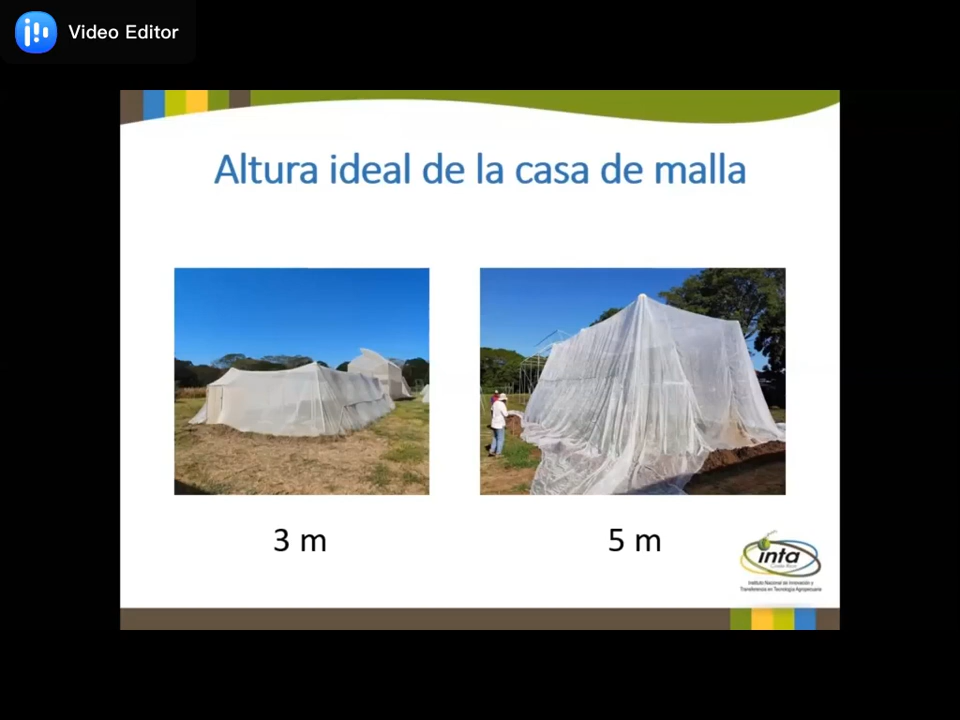 Video Editor
Altura ideal de la casa de malla
3 m
5 m
inta
Costa Rica
Instituto Nacional de Innovación y
Transferencia en Tecnología Agropecuaria